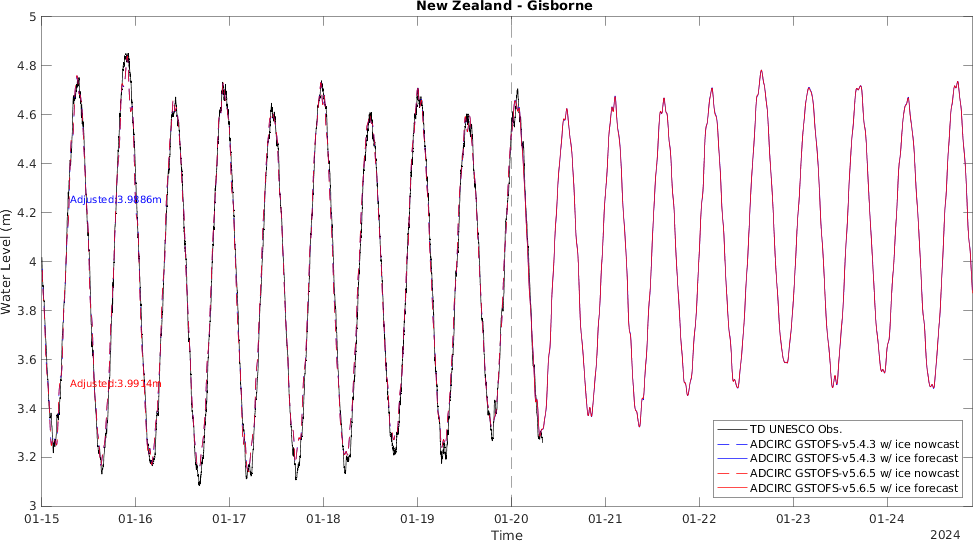 New Zealand - Gisborne
5
4.8
4.6
4.4
4.2
4
3.8
3.6
3.4
3.2
3
Water Level (m)
Adjusted:3.9886m
Adjusted:3.9914m
TD UNESCO Obs.
ADCIRC GSTOFS-v5.4.3 w/ ice nowcast
ADCIRC GSTOFS-v5.4.3 w/ ice forecast
ADCIRC GSTOFS-v5.6.5 w/ ice nowcast
ADCIRC GSTOFS-v5.6.5 w/ ice forecast
01-15 01-16 01-17 01-18 01-19 01-20 01-21 01-22 01-23 01-24
Time
2024